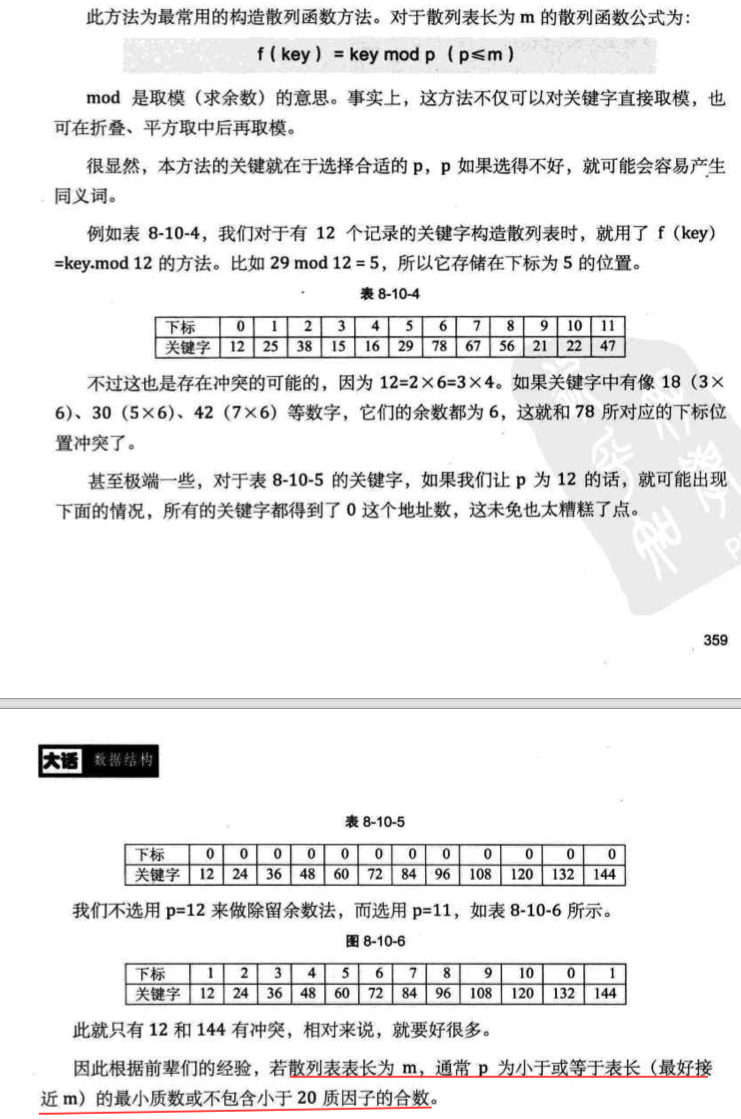 此方法为最常用的构造散列函数方法。对于散列表长为 m 的散列函数公式为：
f ( key ) = key mod p ( p≤m )
mod 是取模（求余数）的意思。事实上，这方法不仅可以对关键字直接取模，也
可在折叠、平方取中后再取模。
很显然，本方法的关键就在于选择合适的 p，p 如果选得不好，就可能会容易产生
同义词。
例如表 8-10-4，我们对于有 12 个记录的关键字构造散列表时，就用了 f（key）
=key.mod 12 的方法。比如 29 mod 12 = 5，所以它存储在下标为 5 的位置。
表 8-10-4
下标 0 1 2 3 4 5 6 7 8 9 10 11
关键字 12 25 38 15 16 29 78 67 56 21 22 47
不过这也是存在冲突的可能的，因为 12=2×6=3×4。如果关键字中有像 18（3×
6）、30（5×6）、42（7×6）等数字，它们的余数都为 6，这就和 78 所对应的下标位
置冲突了。
甚至极端一些，对于表 8-10-5 的关键字，如果我们让 p 为 12 的话，就可能出现
下面的情况，所有的关键字都得到了 0 这个地址数，这未免也太糟糕了点。
359
大话 数据结构
表 8-10-5
下标 0 0 0 0 0 0 0 0 0 0 0 0
关键字 12 24 36 48 60 72 84 96 108 120 132 144
我们不选用 p=12 来做除留余数法，而选用 p=11，如表 8-10-6 所示。
图 8-10-6
下标 1 2 3 4 5 6 7 8 9 10 0 1
关键字 12 24 36 48 60 72 84 96 108 120 132 144
此就只有 12 和 144 有冲突，相对来说，就要好很多。
因此根据前辈们的经验，若散列表表长为 m，通常 p 为小于或等于表长（最好接
近 m）的最小质数或不包含小于 20 质因子的合数。